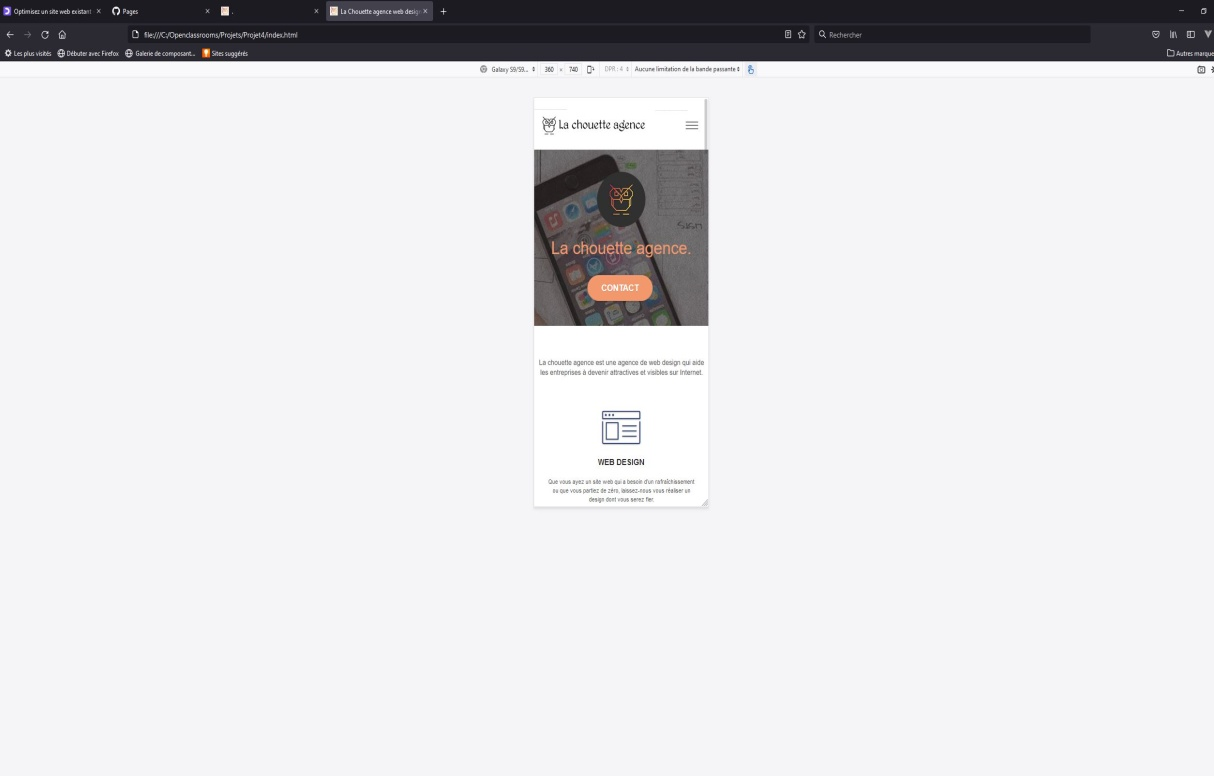 Optimisez un site web existant
Pages
.
La Chouette agence web desig
file:///C:/Openclassrooms/Projets/Projet4/index.html
Rechercher
Les plus visités
Débuter avec Firefox
Galerie de composant...
Sites suggérés
Autres marque
Galaxy S9/S9... 360 × 740 DPR : 4 Aucune limitation de la bande passante
La chouette agence
La chouette agence.
CONTACT
La chouette agence est une agence de web design qui aide
les entreprises à devenir attractives et visibles sur Internet.
WEB DESIGN
Que vous ayez un site web qui a besoin d'un rafraîchissement
ou que vous partiez de zéro, laissez-nous vous réaliser un
design dont vous serez fier.